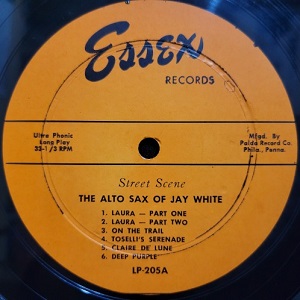 Essex
RECORDS
Ultra Phonic
Long Play
33-1/3 RPM
Mfgd. By
Palda Record Co.
Phila., Penna.
Street Scene
THE ALTO SAX OF JAY WHITE
1. LAURA — PART ONE
2. LAURA — PART TWO
3. ON THE TRAIL
4. TOSELLI'S SERENADE
5. CLAIRE DE LUNE
6. DEEP PURPLE
LP-205A